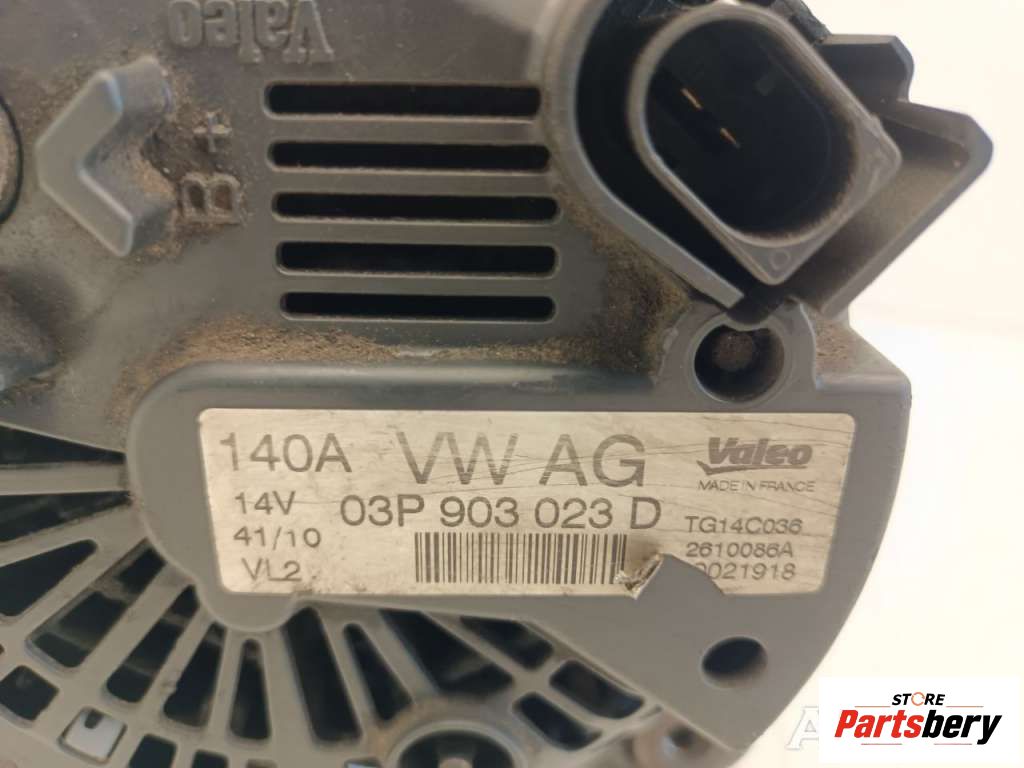 Valeo
B+
140A VW AG Valeo
MADE IN FRANCE
14V 03P 903 023 D TG14C036
41/10 2610086A
VL2 0021918
STORE
Partsbery